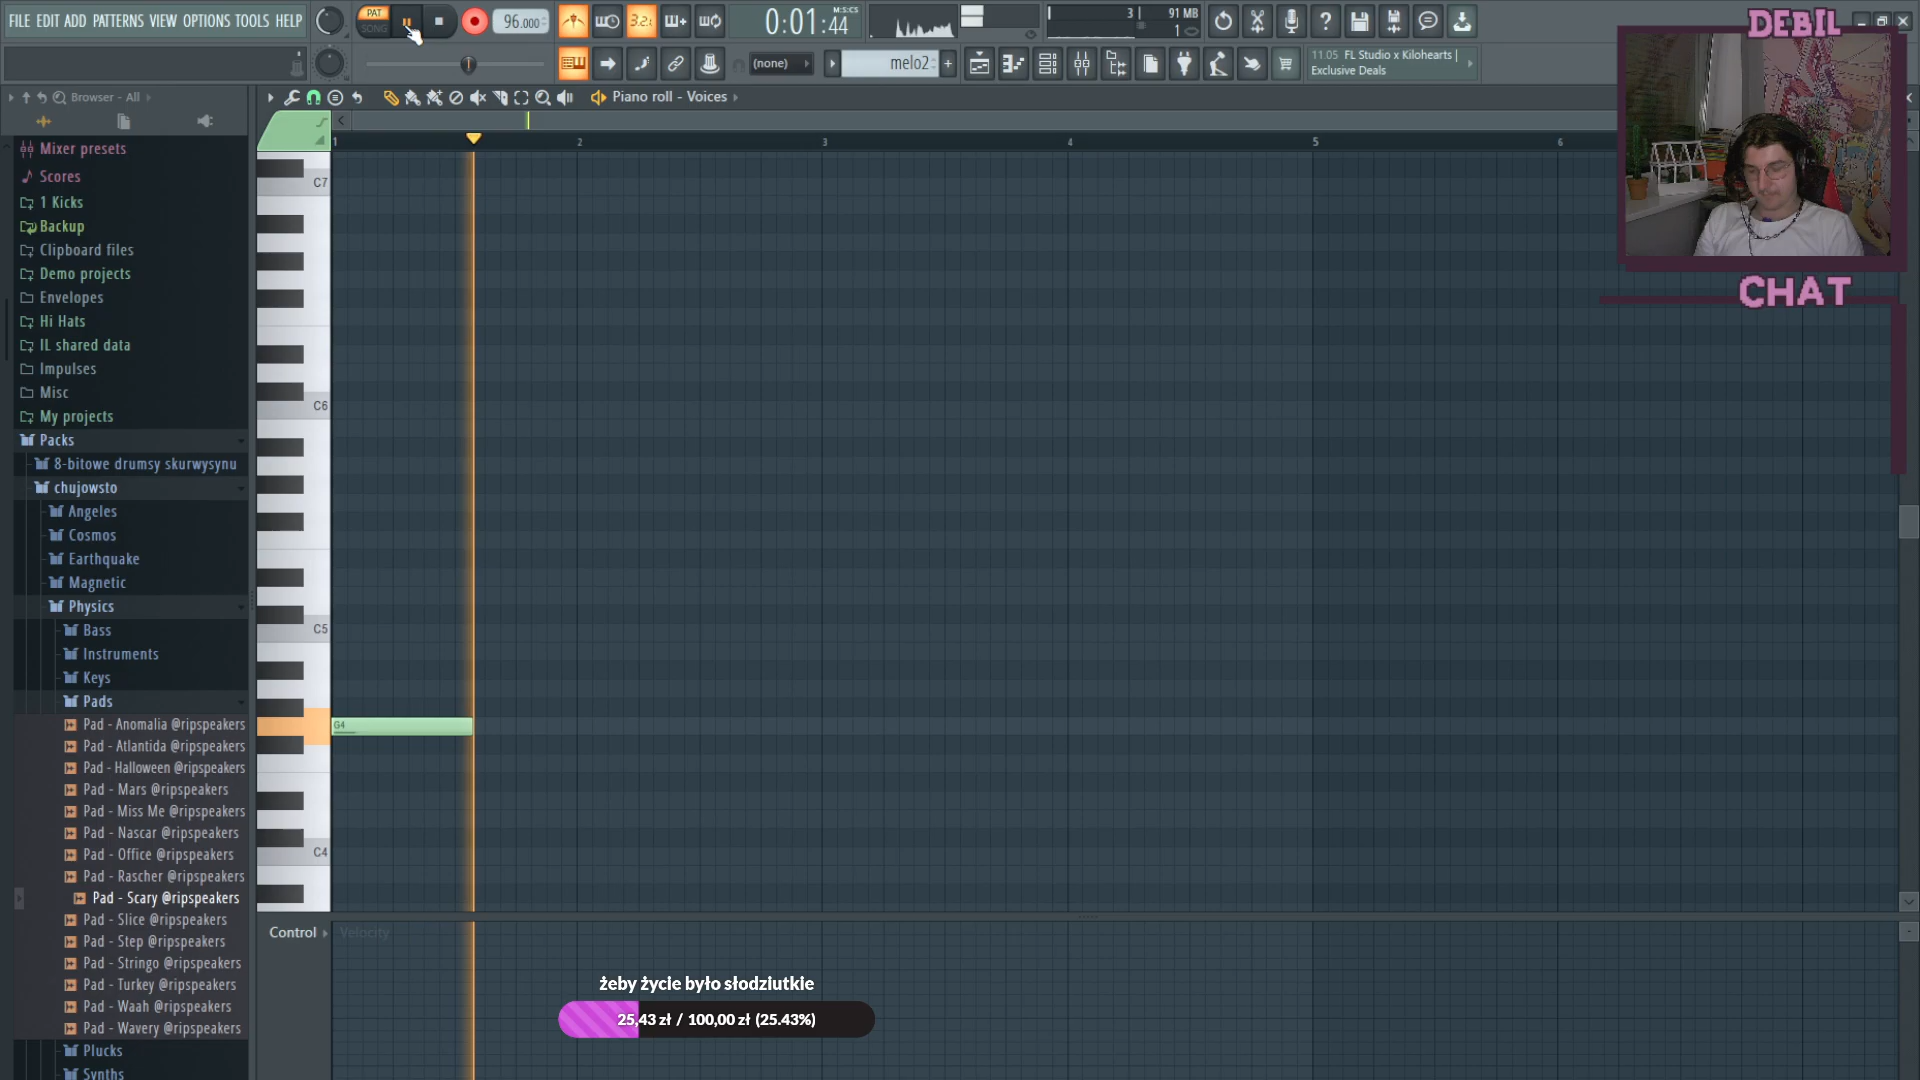 FILE EDIT ADD PATTERNS VIEW OPTIONS TOOLS HELP
PAT
SONG
96.000
3.2.
0:01:44
M:S:CS
3
91 MB
1
(none)
melo2
11.05 FL Studio x Kilohearts
Exclusive Deals
Browser - All
Piano roll - Voices
Mixer presets
Scores
1 Kicks
Backup
Clipboard files
Demo projects
Envelopes
Hi Hats
IL shared data
Impulses
Misc
My projects
Packs
8-bitowe drumsy skurwysynu
chujowsto
Angeles
Cosmos
Earthquake
Magnetic
Physics
Bass
Instruments
Keys
Pads
Pad - Anomalia @ripspeakers
Pad - Atlantida @ripspeakers
Pad - Halloween @ripspeakers
Pad - Mars @ripspeakers
Pad - Miss Me @ripspeakers
Pad - Nascar @ripspeakers
Pad - Office @ripspeakers
Pad - Rascher @ripspeakers
Pad - Scary @ripspeakers
Pad - Slice @ripspeakers
Pad - Step @ripspeakers
Pad - Stringo @ripspeakers
Pad - Turkey @ripspeakers
Pad - Waah @ripspeakers
Pad - Wavery @ripspeakers
Plucks
Synths
1 2 3 4 5 6
C7
C6
C5
G4
C4
Control
Velocity
żeby życie było słodziutkie
25,43 zł / 100,00 zł (25.43%)
DEBIL
CHAT